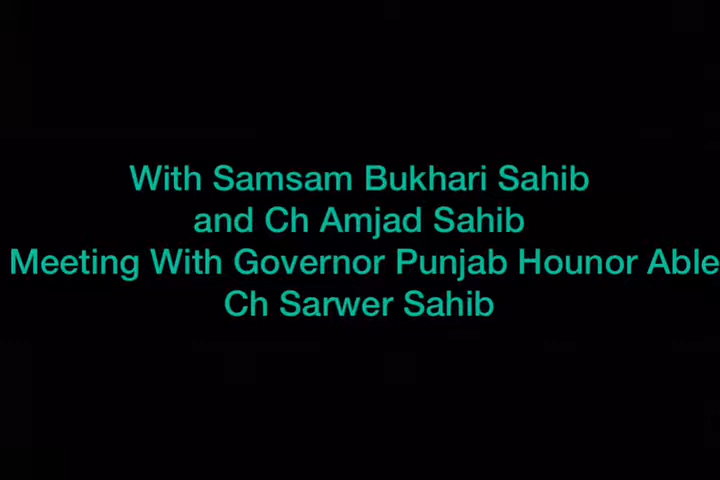 With Samsam Bukhari Sahib
and Ch Amjad Sahib
Meeting With Governor Punjab Hounor Able
Ch Sarwer Sahib